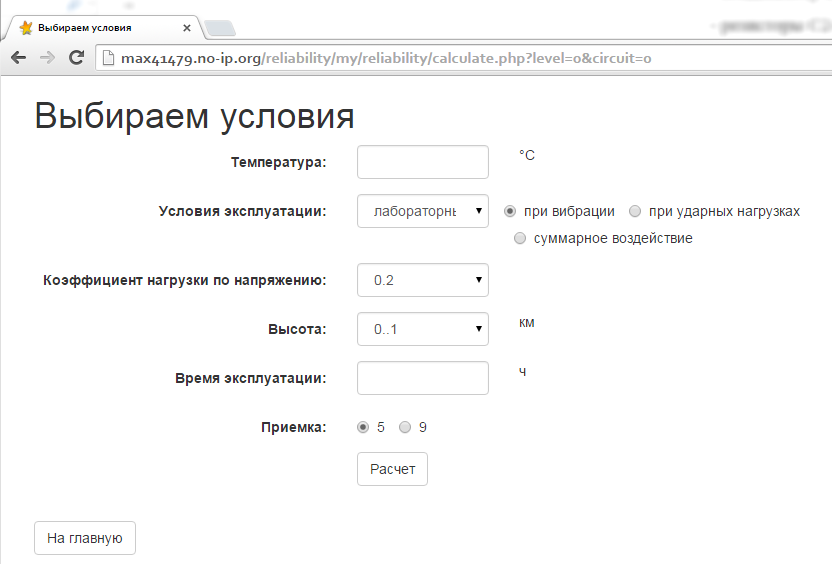 Выбираем условия
- резисторы С2
max41479.no-ip.org/reliability/my/reliability/calculate.php?level=0&circuit=0
Выбираем условия
Температура: °C
Условия эксплуатации: лабораторны при вибрации при ударных нагрузках
суммарное воздействие
Коэффициент нагрузки по напряжению: 0.2
Высота: 0..1 км
Время эксплуатации: ч
Приемка: 5 9
Расчет
На главную